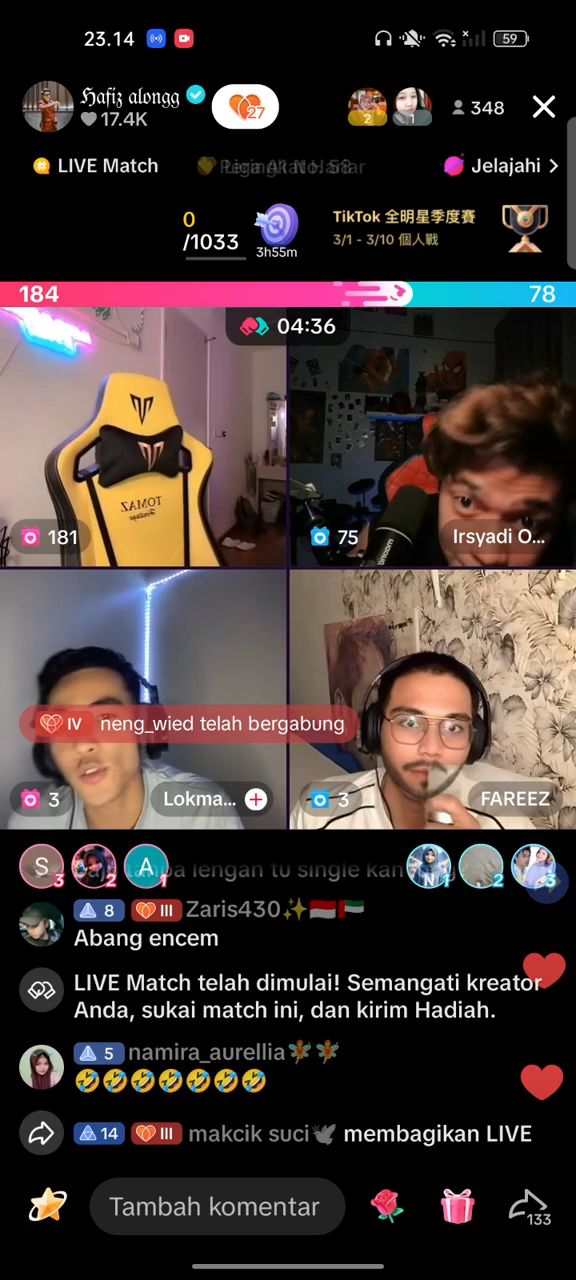 23.14
59
Hafiz alongg
17.4K
27
2
1
348
LIVE Match
Jelajahi
0
/1033
3h55m
TikTok 全明星季度賽
3/1 - 3/10 個人戰
184
78
04:36
TOMAZ
181
75
Irsyadi O...
IV neng_wied telah bergabung
3
Lokma...
3
FAREEZ
S 3
2
A 1
N 1
2
3
lengan tu single kan
8 III Zaris430
Abang encem
LIVE Match telah dimulai! Semangati kreator
Anda, sukai match ini, dan kirim Hadiah.
5 namira_aurellia
14 III makcik suci membagikan LIVE
Tambah komentar
133